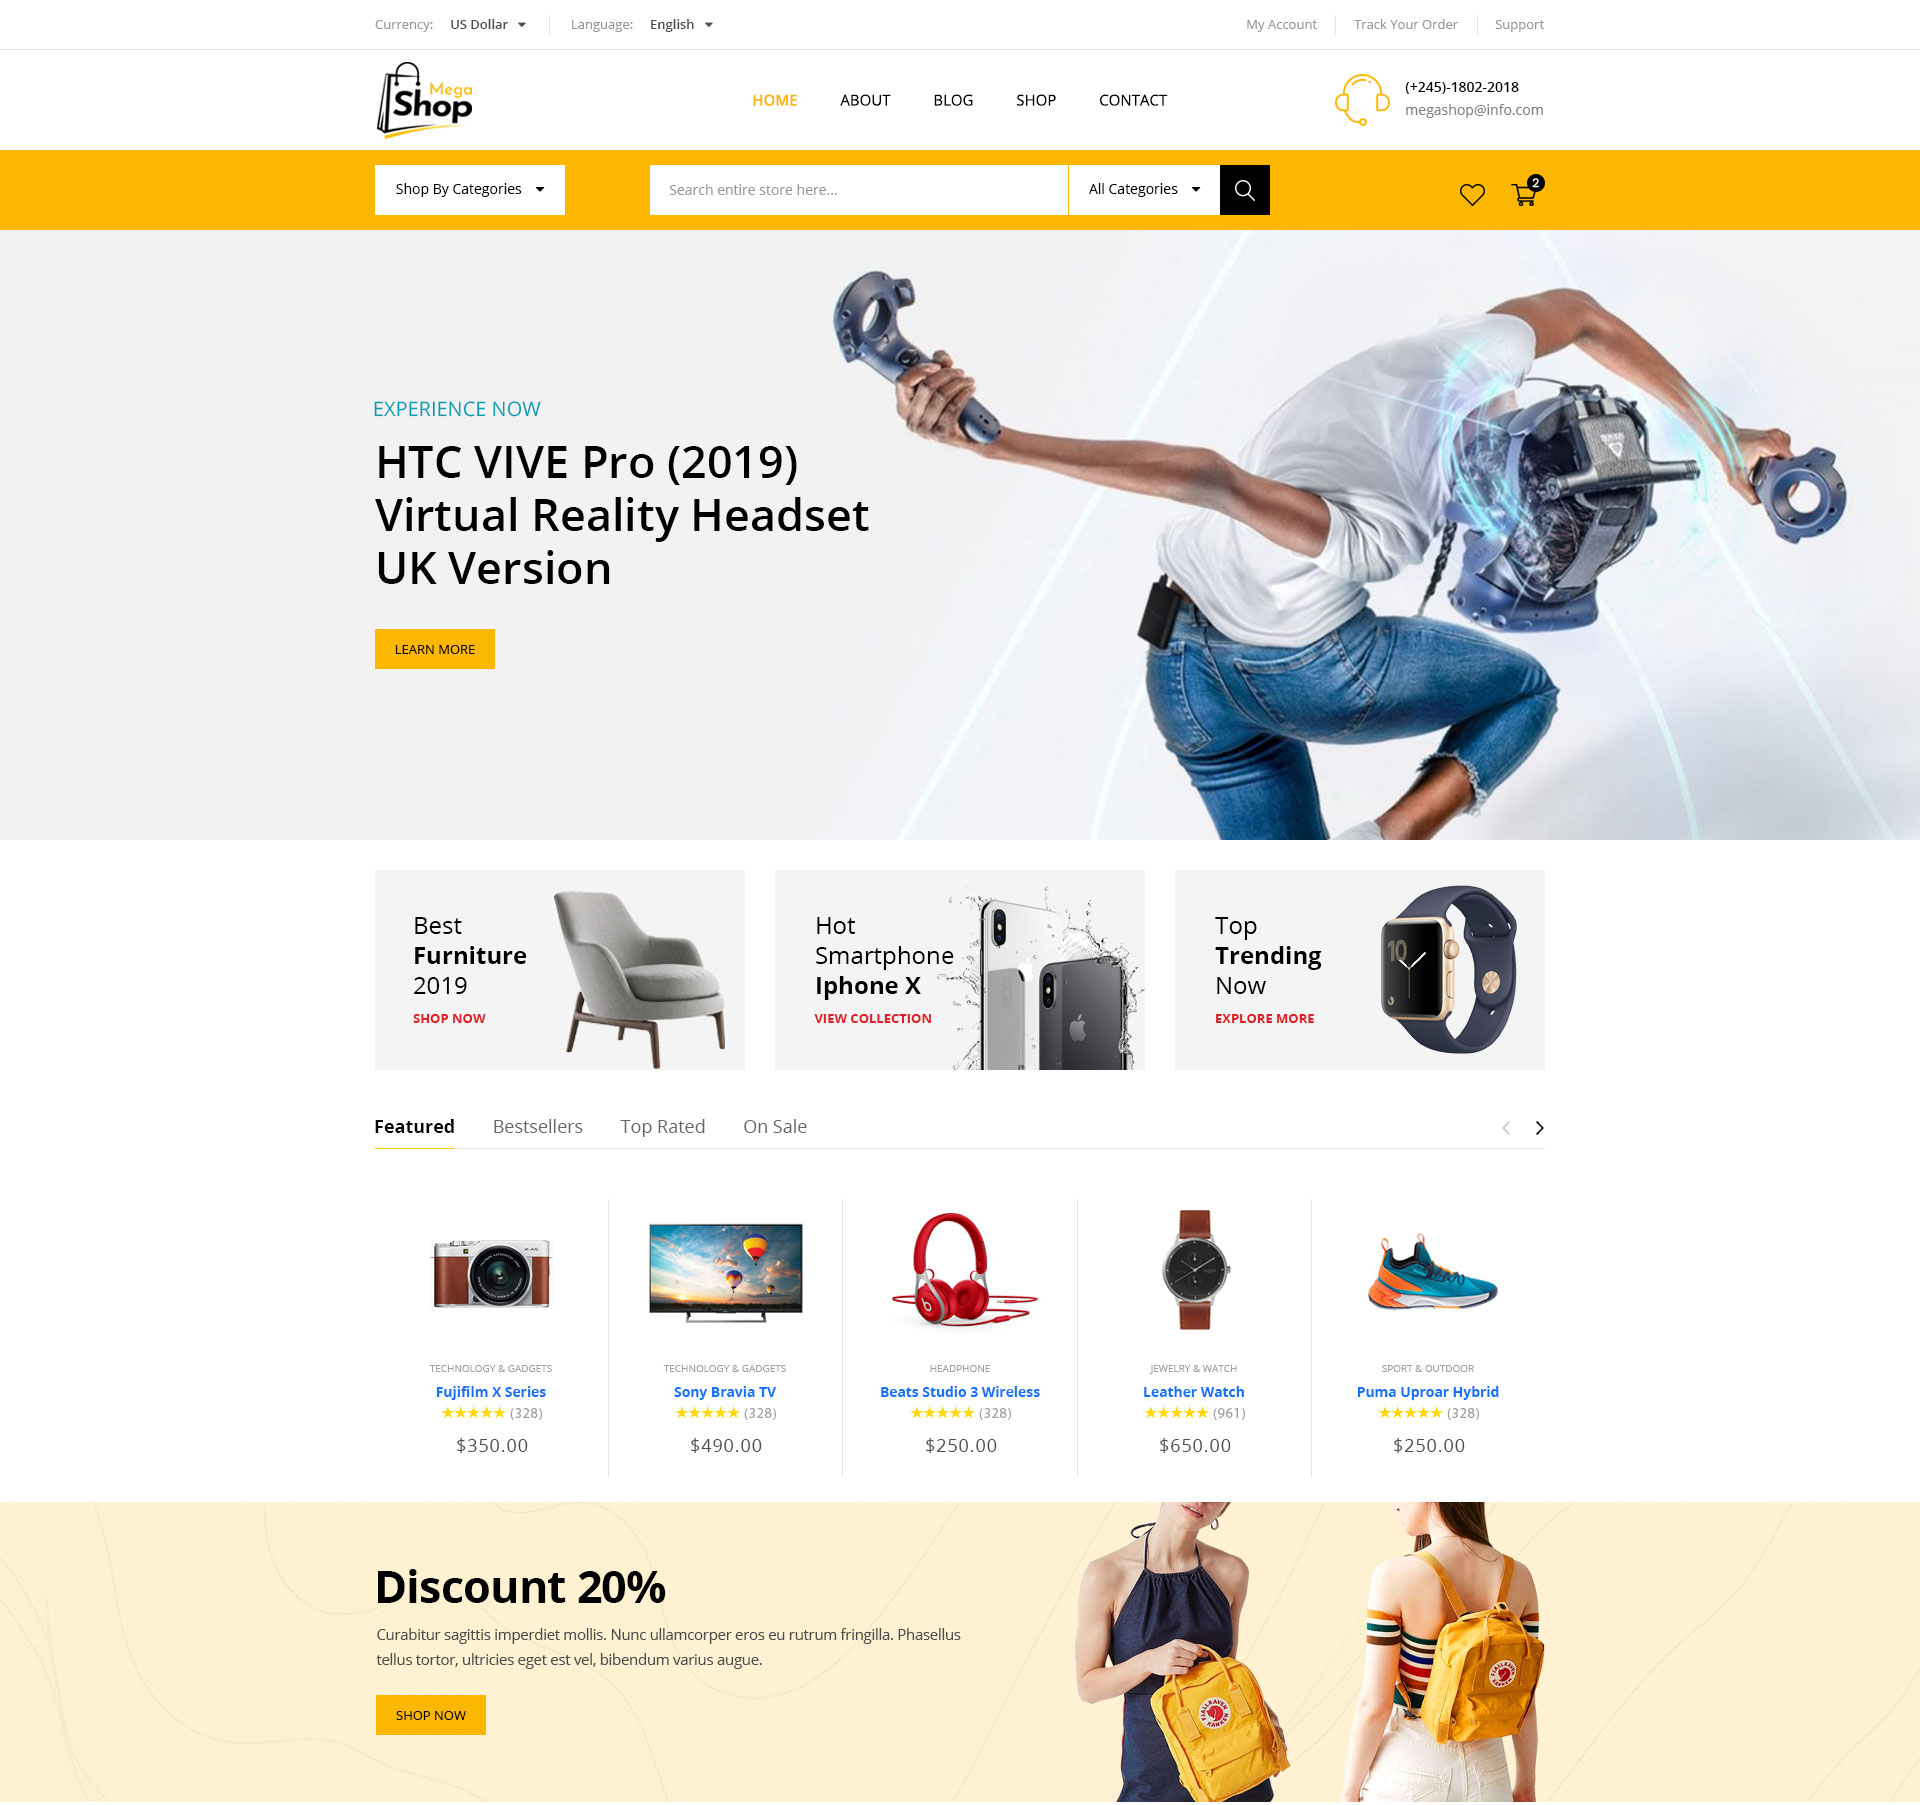 Currency: US Dollar Language: English My Account Track Your Order Support
Mega
Shop
HOME ABOUT BLOG SHOP CONTACT
(+245)-1802-2018
megashop@info.com
Shop By Categories Search entire store here... All Categories 2
EXPERIENCE NOW
HTC VIVE Pro (2019)
Virtual Reality Headset
UK Version
LEARN MORE
Best
Furniture
2019
SHOP NOW
Hot
Smartphone
Iphone X
VIEW COLLECTION
Top
Trending
Now
EXPLORE MORE
10
Featured Bestsellers Top Rated On Sale
X-A5
b
TECHNOLOGY & GADGETS
Fujifilm X Series
★★★★★ (328)
$350.00
TECHNOLOGY & GADGETS
Sony Bravia TV
★★★★★ (328)
$490.00
HEADPHONE
Beats Studio 3 Wireless
★★★★★ (328)
$250.00
JEWELRY & WATCH
Leather Watch
★★★★★ (961)
$650.00
SPORT & OUTDOOR
Puma Uproar Hybrid
★★★★★ (328)
$250.00
Discount 20%
Curabitur sagittis imperdiet mollis. Nunc ullamcorper eros eu rutrum fringilla. Phasellus
tellus tortor, ultricies eget est vel, bibendum varius augue.
SHOP NOW
FJÄLLRÄVEN
KÅNKEN
FJÄLLRÄVEN
KÅNKEN